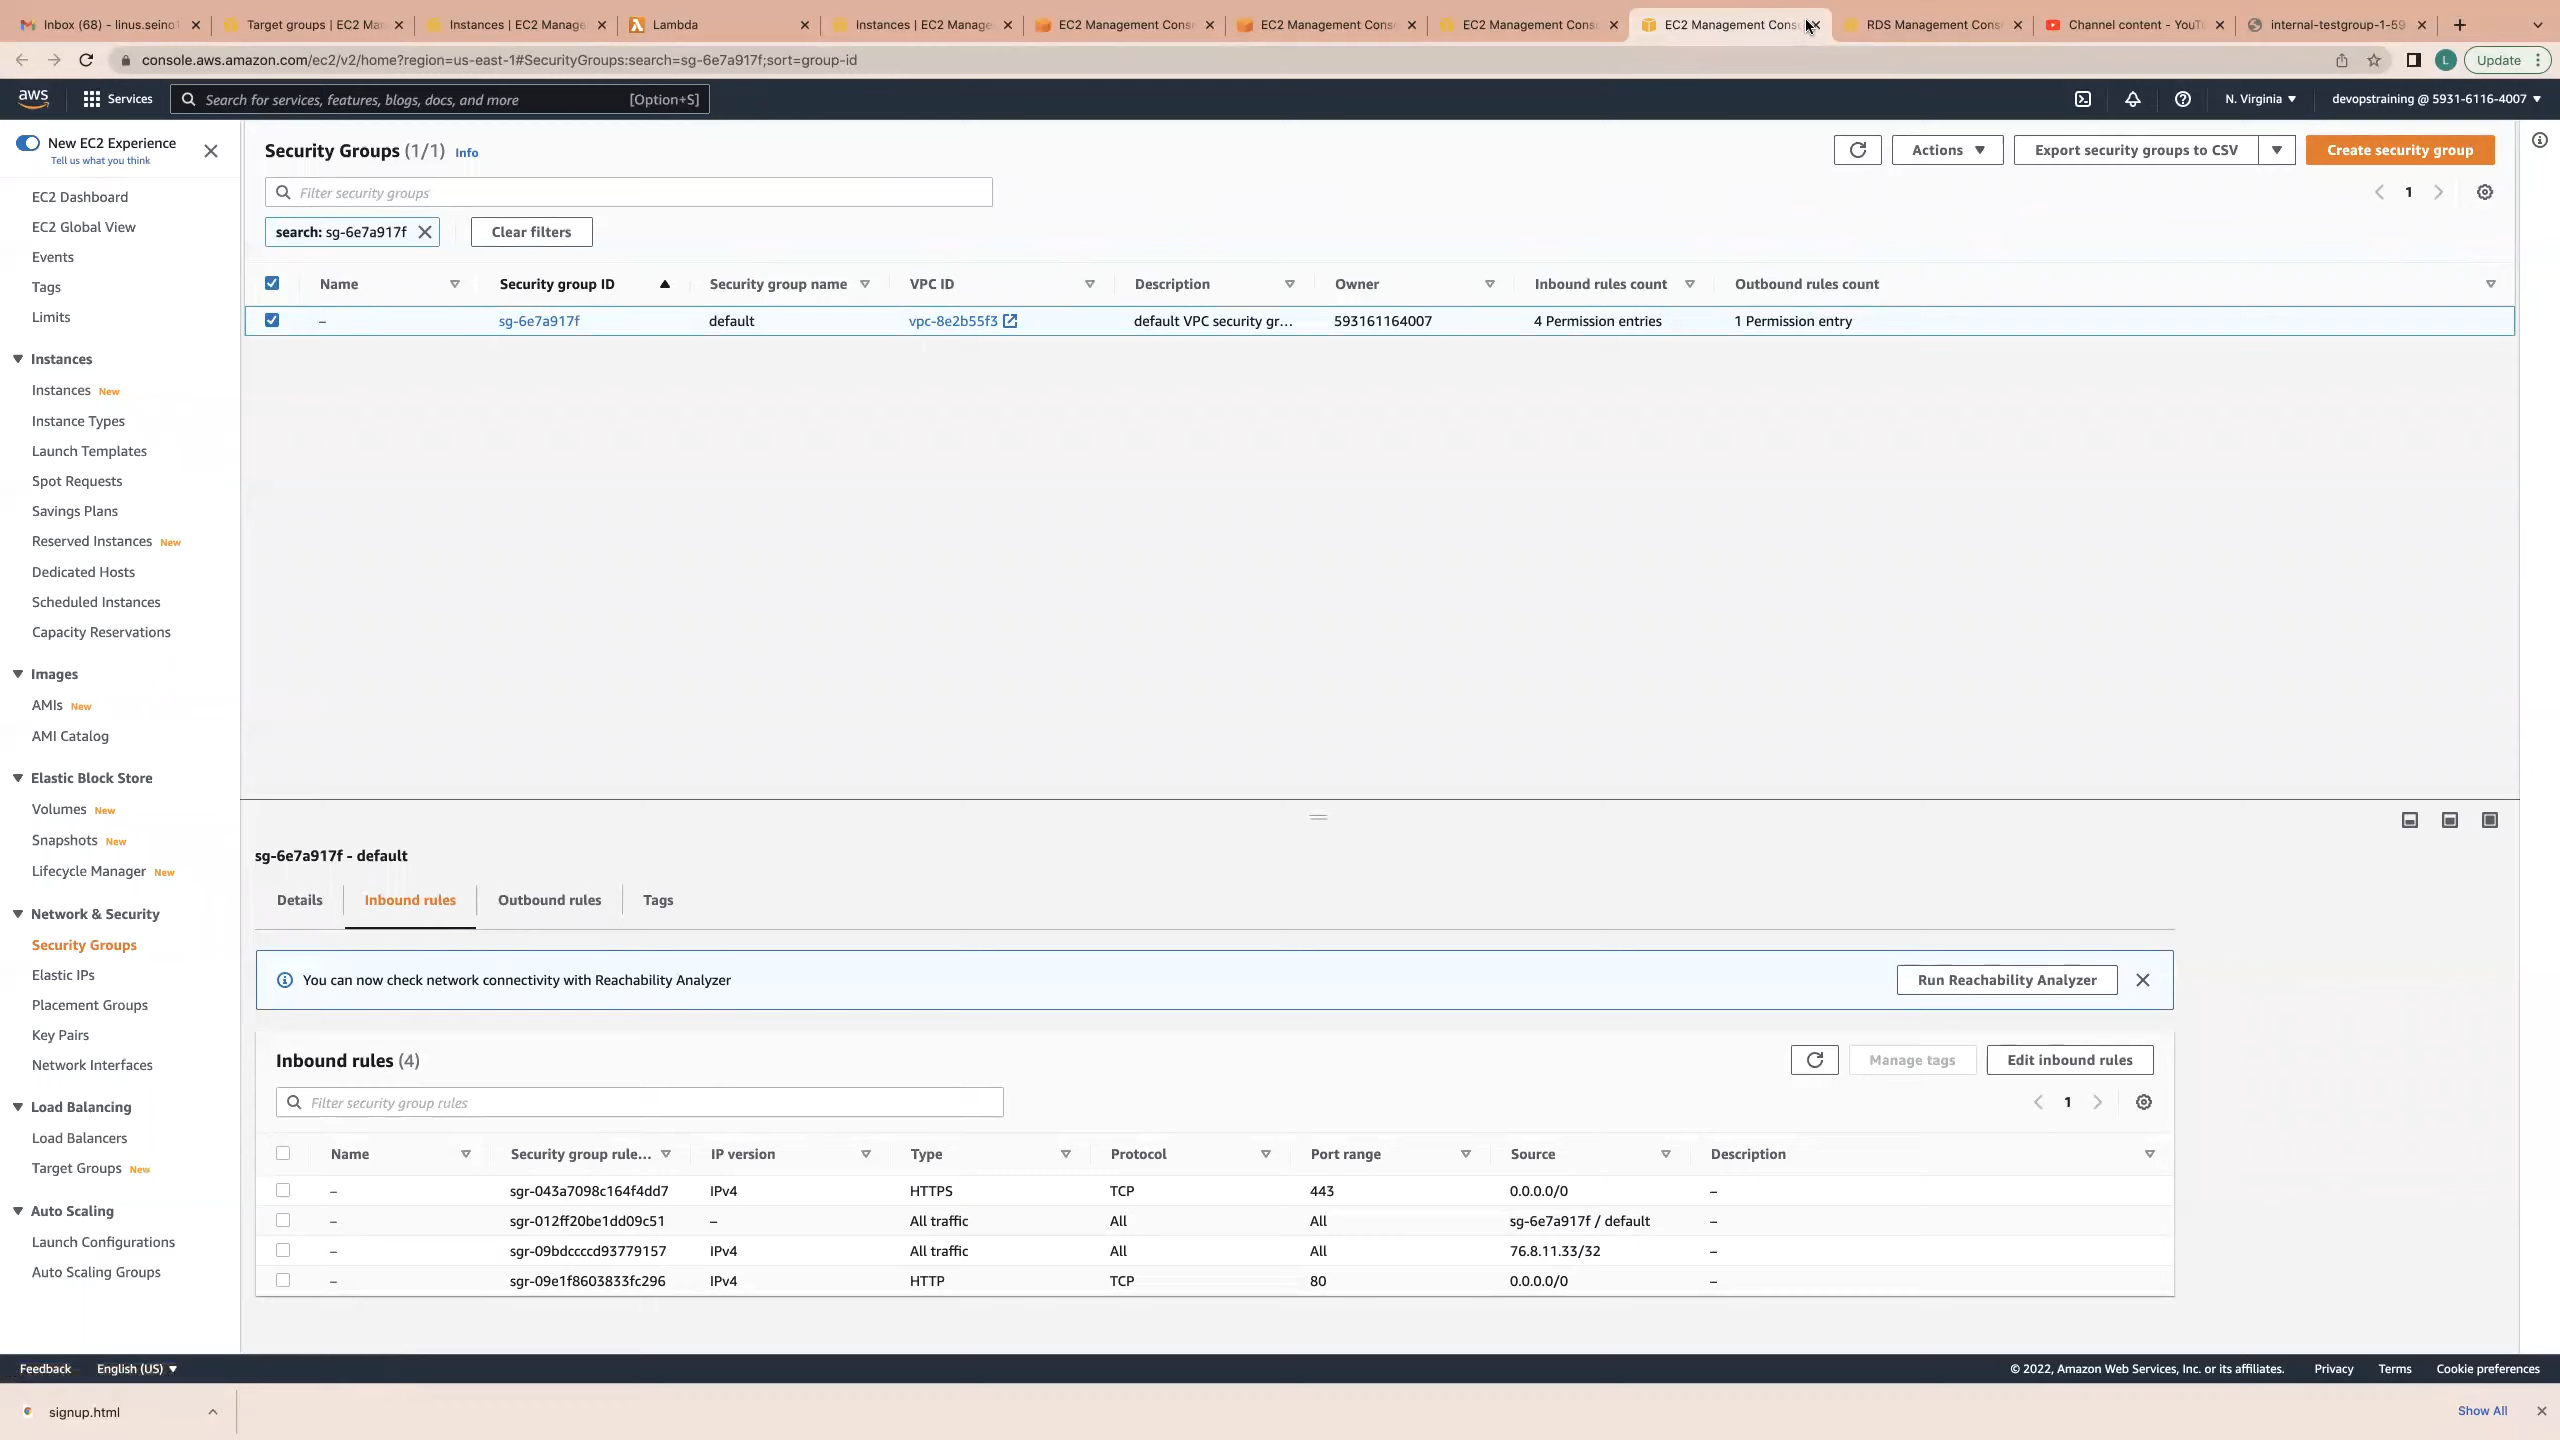 Inbox (68) - linus.seino1
Target groups | EC2 Ma
Instances | EC2 Manage
Lambda
Instances | EC2 Manage
EC2 Management Cons
EC2 Management Cons
EC2 Management Cons
EC2 Management Cons
RDS Management Cons
Channel content - YouT
internal-testgroup-1-59
console.aws.amazon.com/ec2/v2/home?region=us-east-1#SecurityGroups:search=sg-6e7a917f;sort=group-id
L
Update
aws
Services
Search for services, features, blogs, docs, and more
[Option+S]
N. Virginia
devopstraining @ 5931-6116-4007
New EC2 Experience
Tell us what you think
EC2 Dashboard
EC2 Global View
Events
Tags
Limits
Instances
Instances New
Instance Types
Launch Templates
Spot Requests
Savings Plans
Reserved Instances New
Dedicated Hosts
Scheduled Instances
Capacity Reservations
Images
AMIs New
AMI Catalog
Elastic Block Store
Volumes New
Snapshots New
Lifecycle Manager New
Network & Security
Security Groups
Elastic IPs
Placement Groups
Key Pairs
Network Interfaces
Load Balancing
Load Balancers
Target Groups New
Auto Scaling
Launch Configurations
Auto Scaling Groups
Security Groups (1/1) Info
Actions
Export security groups to CSV
Create security group
Filter security groups
1
search: sg-6e7a917f
Clear filters
Name Security group ID Security group name VPC ID Description Owner Inbound rules count Outbound rules count
– sg-6e7a917f default vpc-8e2b55f3 default VPC security gr... 593161164007 4 Permission entries 1 Permission entry
sg-6e7a917f - default
Details Inbound rules Outbound rules Tags
You can now check network connectivity with Reachability Analyzer
Run Reachability Analyzer
Inbound rules (4)
Manage tags
Edit inbound rules
Filter security group rules
1
Name Security group rule... IP version Type Protocol Port range Source Description
– sgr-043a7098c164f4dd7 IPv4 HTTPS TCP 443 0.0.0.0/0 –
– sgr-012ff20be1dd09c51 – All traffic All All sg-6e7a917f / default –
– sgr-09bdccccd93779157 IPv4 All traffic All All 76.8.11.33/32 –
– sgr-09e1f8603833fc296 IPv4 HTTP TCP 80 0.0.0.0/0 –
Feedback
English (US)
© 2022, Amazon Web Services, Inc. or its affiliates.
Privacy
Terms
Cookie preferences
signup.html
Show All